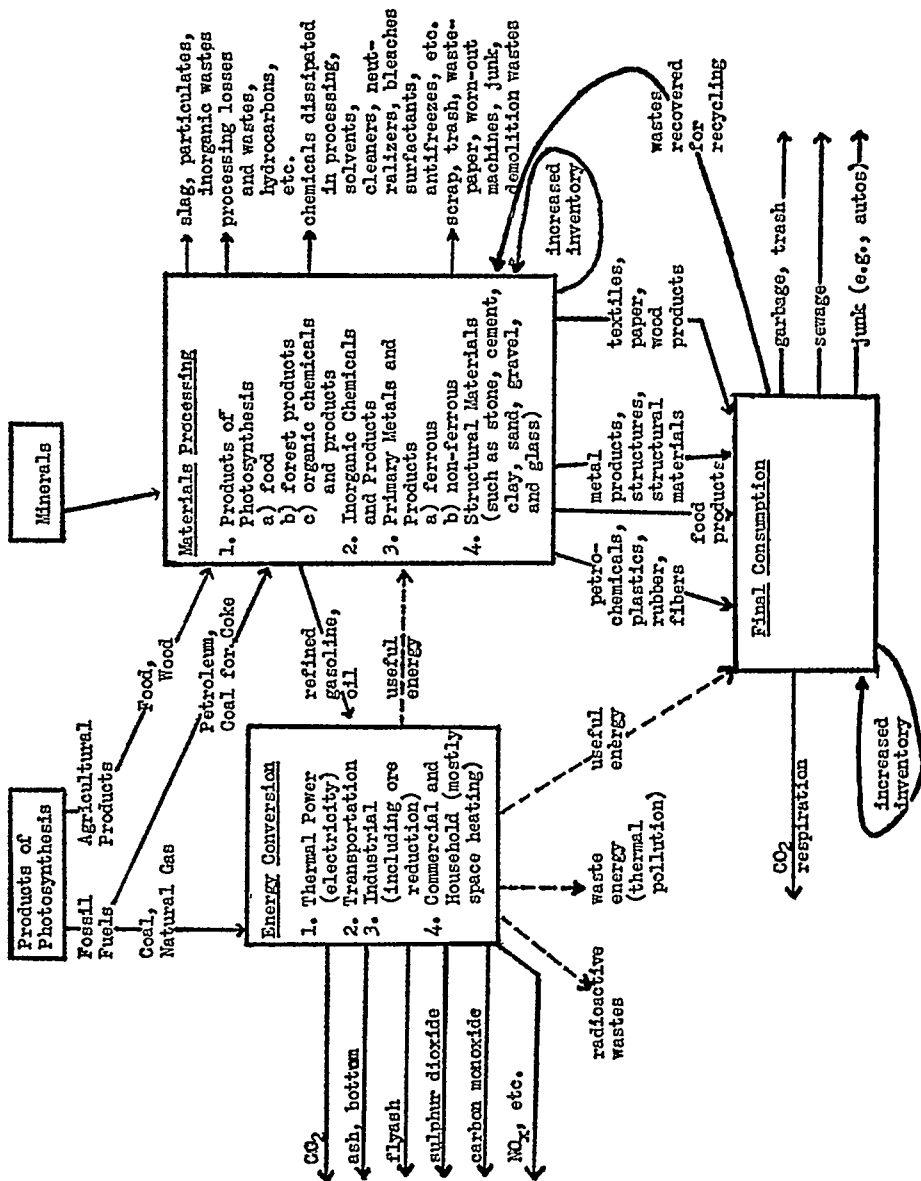 Products of
Photosynthesis
Minerals
Fossil
Fuels
Agricultural
Products
Coal,
Natural Gas
Food,
Wood
Petroleum,
Coal for Coke
Energy Conversion
1. Thermal Power
(electricity)
2. Transportation
3. Industrial
(including ore
reduction)
4. Commercial and
Household (mostly
space heating)
refined
gasoline,
oil
useful
energy
Materials Processing
1. Products of
Photosynthesis
a) food
b) forest products
c) organic chemicals
and products
2. Inorganic Chemicals
and Products
3. Primary Metals and
Products
a) ferrous
b) non-ferrous
4. Structural Materials
(such as stone, cement,
clay, sand, gravel,
and glass)
slag, particulates,
inorganic wastes
processing losses
and wastes,
hydrocarbons,
etc.
chemicals dissipated
in processing,
solvents,
cleaners, neut-
ralizers, bleaches
surfactants,
antifreezes, etc.
scrap, trash, waste-
paper, worn-out
machines, junk,
demolition wastes
increased
inventory
CO2
ash, bottom
flyash
sulphur dioxide
carbon monoxide
NOx, etc.
radioactive
wastes
waste
energy
(thermal
pollution)
useful
energy
petro-
chemicals,
plastics,
rubber,
fibers
food
products
metal
products,
structures,
structural
materials
textiles,
paper,
wood
products
wastes
recovered
for
recycling
Final Consumption
CO2
respiration
increased
inventory
garbage, trash
sewage
junk (e.g., autos)